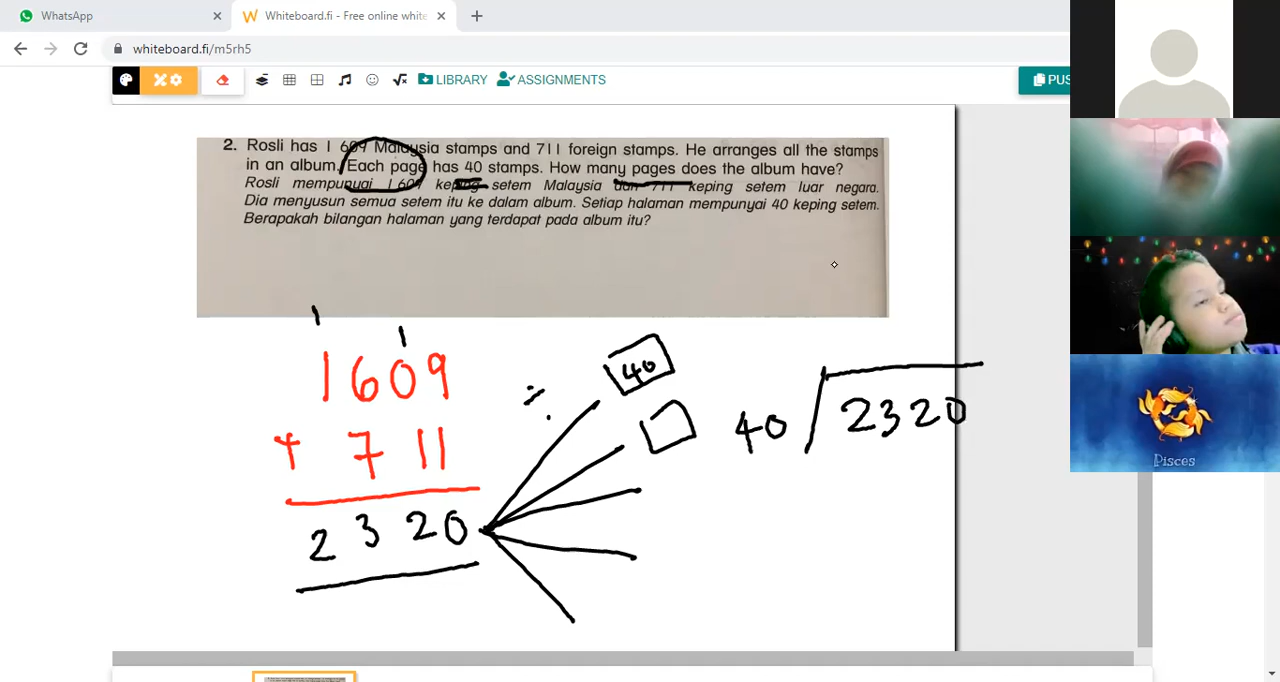 WhatsApp
Whiteboard.fi - Free online white
whiteboard.fi/m5rh5
LIBRARY
ASSIGNMENTS
PUS
2. Rosli has 1 609 Malaysia stamps and 711 foreign stamps. He arranges all the stamps
in an album. Each page has 40 stamps. How many pages does the album have?
Rosli mempunyai 1 609 keping setem Malaysia dan 711 keping setem luar negara.
Dia menyusun semua setem itu ke dalam album. Setiap halaman mempunyai 40 keping setem.
Berapakah bilangan halaman yang terdapat pada album itu?
1 1
1609
+ 711
2320
÷
40
40 2320
Pisces